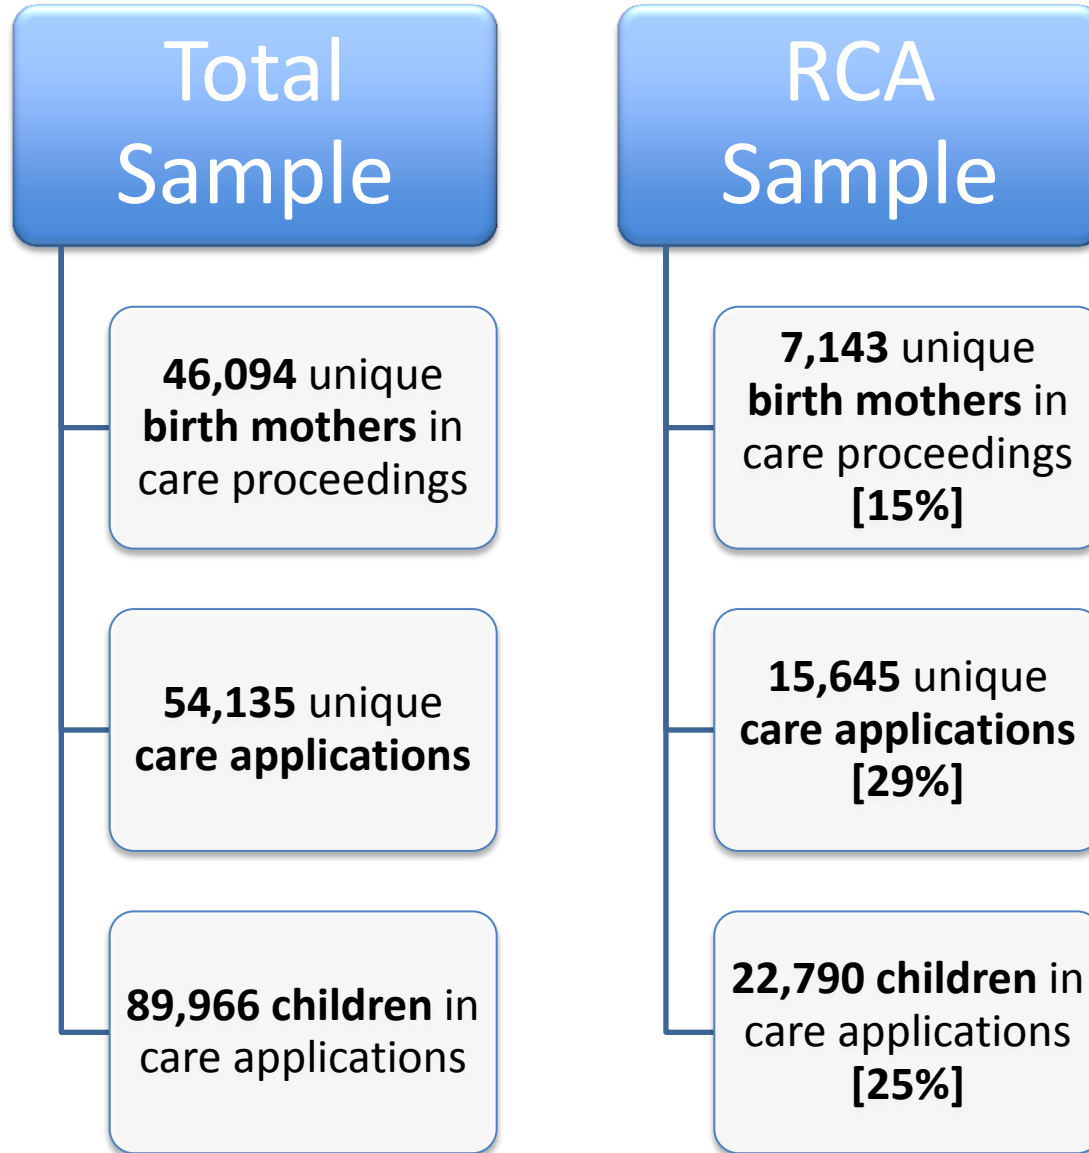 Total
Sample
46,094 unique
birth mothers in
care proceedings
54,135 unique
care applications
89,966 children in
care applications
RCA
Sample
7,143 unique
birth mothers in
care proceedings
[15%]
15,645 unique
care applications
[29%]
22,790 children in
care applications
[25%]